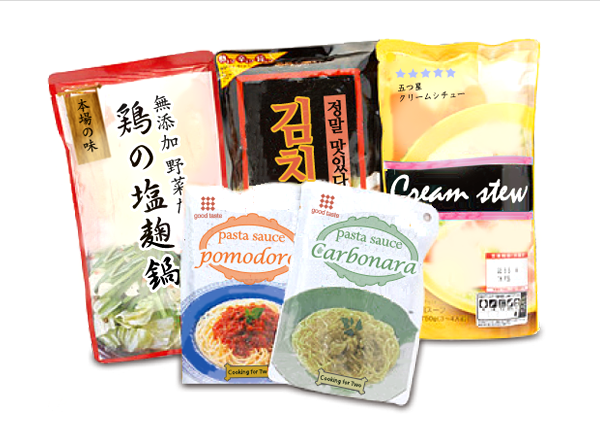 本場の味
鶏の塩麹鍋
無添加 野菜
김치
정말 맛있다
五つ星
クリームシチュー
Cream stew
good taste
pasta sauce
pomodoro
Cooking for Two
good taste
pasta sauce
Carbonara
Cooking for Two